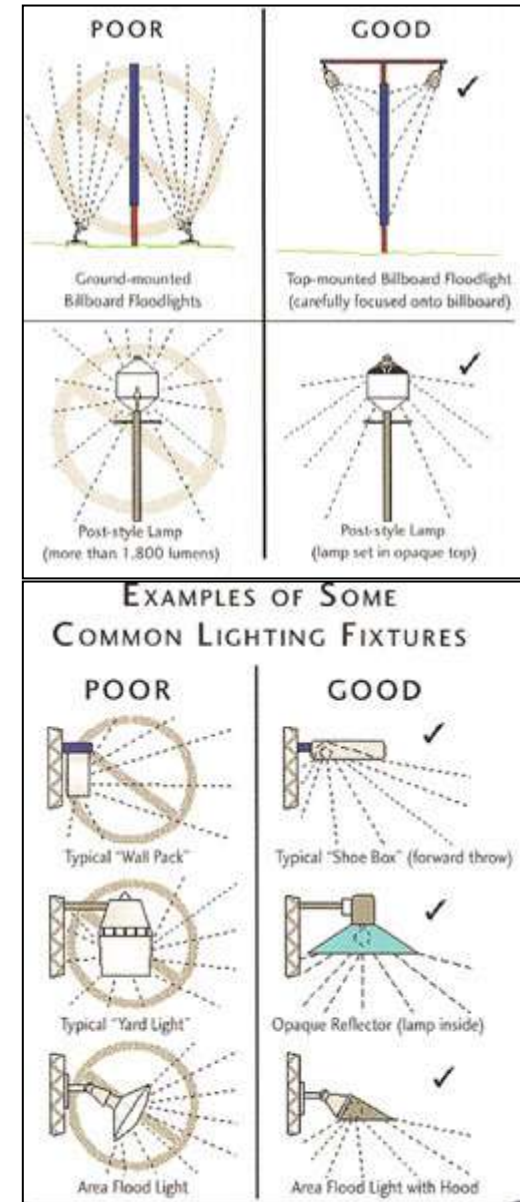 POOR GOOD
Ground-mounted Top-mounted Billboard Floodlight
Billboard Floodlights (carefully focused onto billboard)
Post-style Lamp Post-style Lamp
(more than 1,800 lumens) (lamp set in opaque top)
EXAMPLES OF SOME
COMMON LIGHTING FIXTURES
POOR GOOD
Typical "Wall Pack" Typical "Shoe Box" (forward throw)
Typical "Yard Light" Opaque Reflector (lamp inside)
Area Flood Light Area Flood Light with Hood